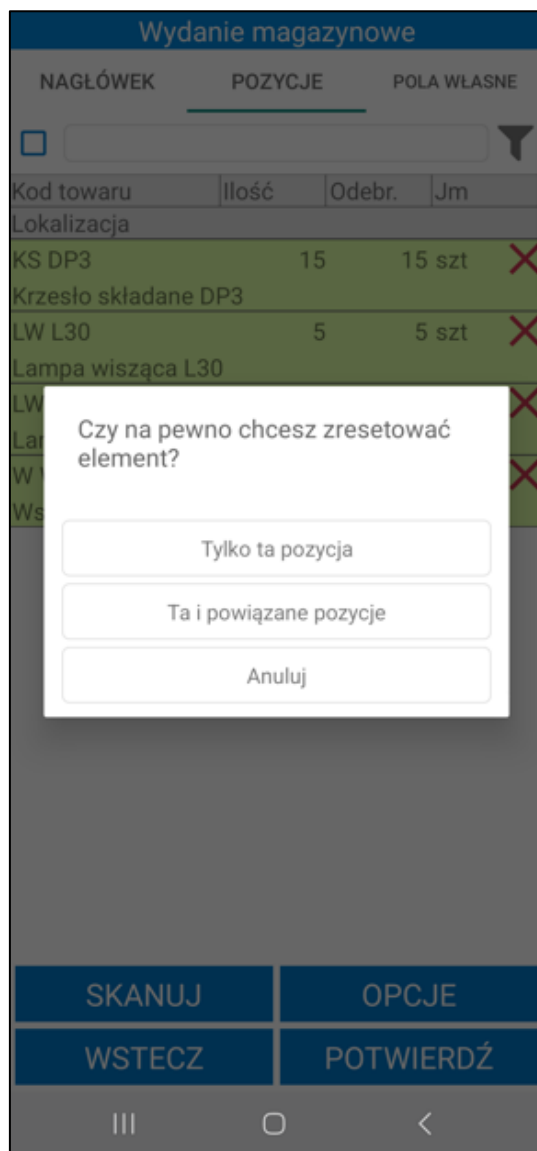 Wydanie magazynowe
NAGŁÓWEK POZYCJE POLA WŁASNE
Kod towaru Ilość Odebr. Jm
Lokalizacja
KS DP3 15 15 szt
Krzesło składane DP3
LW L30 5 5 szt
Lampa wisząca L30
LW
Czy na pewno chcesz zresetować
element?
Tylko ta pozycja
Ta i powiązane pozycje
Anuluj
SKANUJ OPCJE
WSTECZ POTWIERDŹ